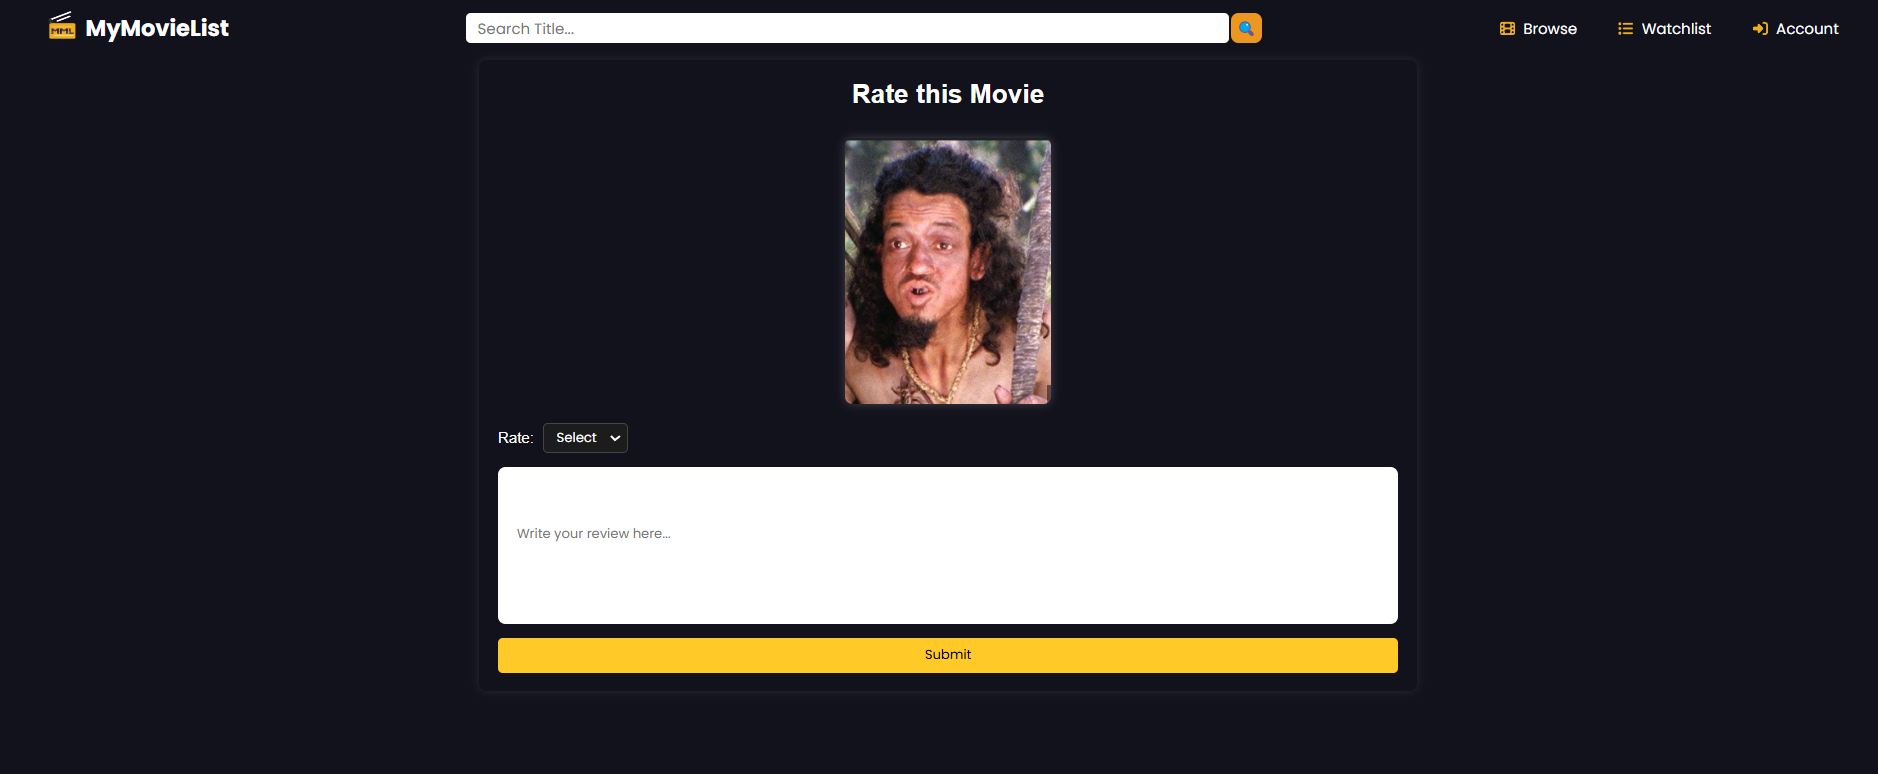 MML MyMovieList
Search Title...
Browse
Watchlist
Account
Rate this Movie
Rate: Select
Write your review here...
Submit